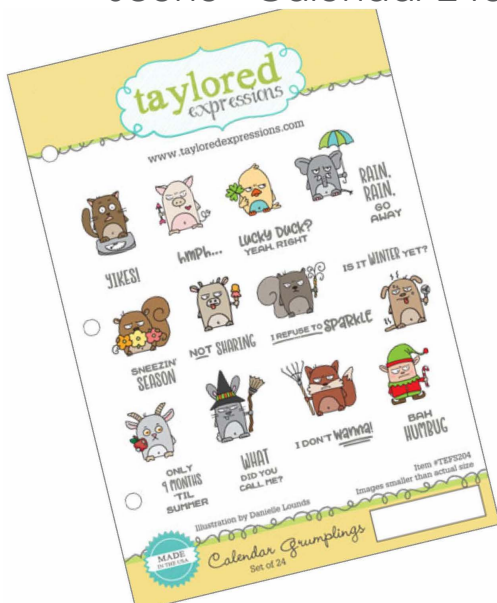 taylored
expressions
www.tayloredexpressions.com
YIKES!
hmph...
LUCKY DUCK?
YEAH. RIGHT
RAIN,
RAIN,
GO
AWAY
SNEEZIN'
SEASON
NOT SHARING
I REFUSE TO SPARKLE
IS IT WINTER YET?
ONLY
9 MONTHS
'TIL
SUMMER
WHAT
DID YOU
CALL ME?
I DON'T wanna!
BAH
HUMBUG
Item #TEFS204
Images smaller than actual size
Illustration by Danielle Lounds
MADE
IN THE USA
Calendar Grumplings
Set of 24